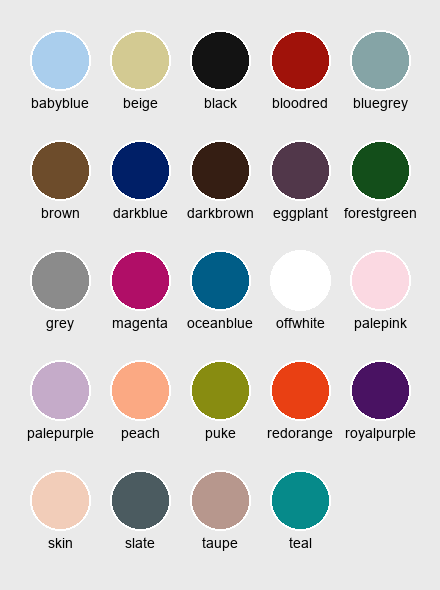 babyblue beige black bloodred bluegrey
brown darkblue darkbrown eggplant forestgreen
grey magenta oceanblue offwhite palepink
palepurple peach puke redorange royalpurple
skin slate taupe teal